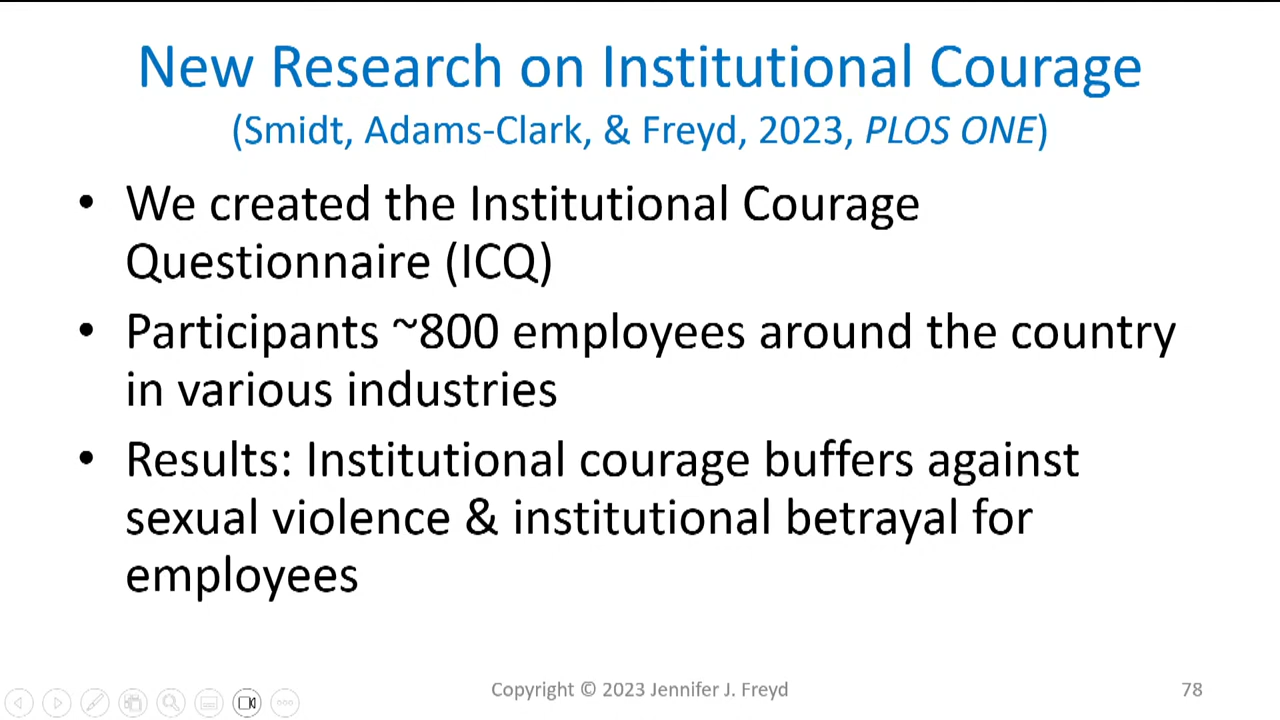 New Research on Institutional Courage
(Smidt, Adams-Clark, & Freyd, 2023, PLOS ONE)
• We created the Institutional Courage
Questionnaire (ICQ)
• Participants ~800 employees around the country
in various industries
• Results: Institutional courage buffers against
sexual violence & institutional betrayal for
employees
Copyright © 2023 Jennifer J. Freyd
78